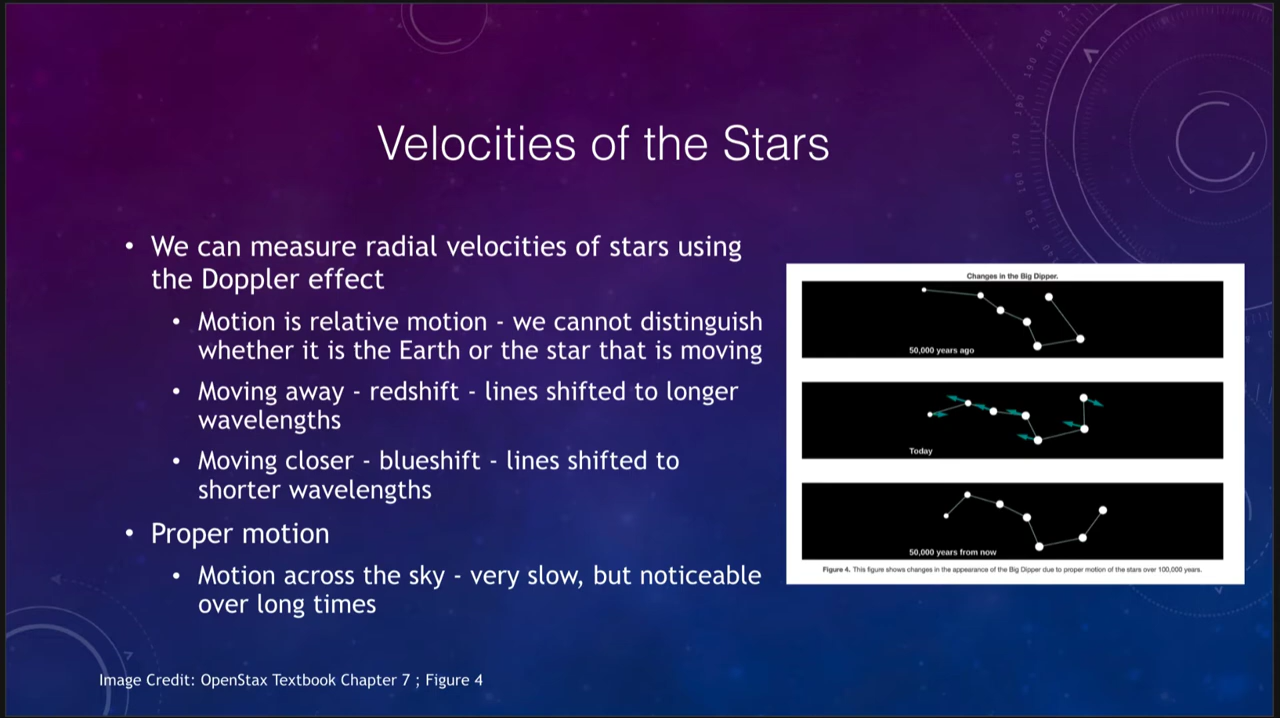 Velocities of the Stars
• We can measure radial velocities of stars using
the Doppler effect
• Motion is relative motion - we cannot distinguish
whether it is the Earth or the star that is moving
• Moving away - redshift - lines shifted to longer
wavelengths
• Moving closer - blueshift - lines shifted to
shorter wavelengths
• Proper motion
• Motion across the sky - very slow, but noticeable
over long times
Changes in the Big Dipper.
50,000 years ago
Today
50,000 years from now
Figure 4. This figure shows changes in the appearance of the Big Dipper due to proper motion of the stars over 100,000 years.
Image Credit: OpenStax Textbook Chapter 7 ; Figure 4